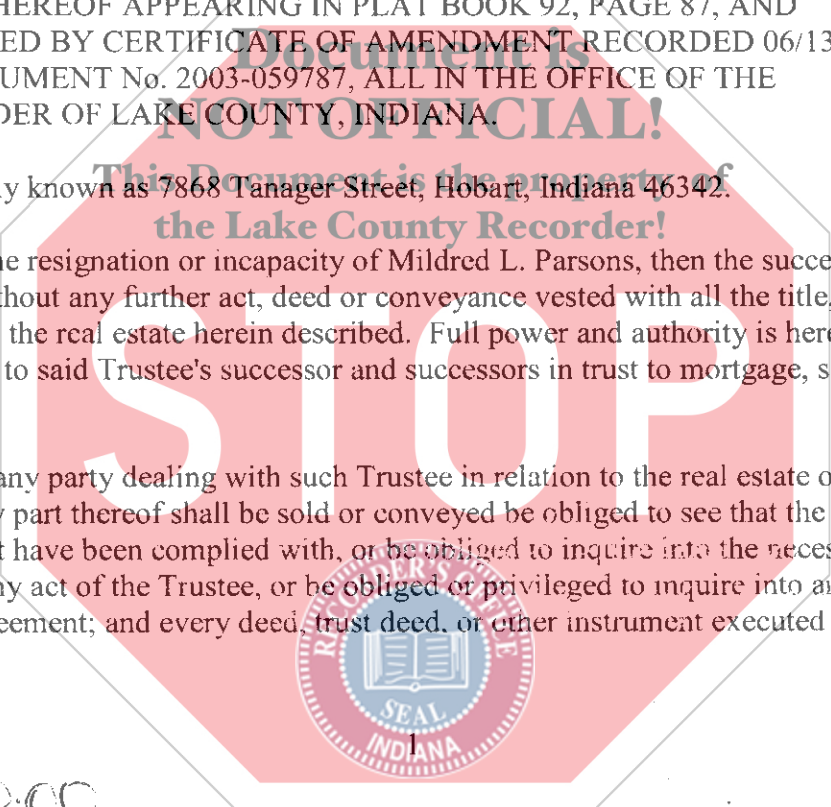 HEREOF APPEARING IN PLAT BOOK 92, PAGE 87, AND
ED BY CERTIFICATE OF AMENDMENT RECORDED 06/13
Document is
UMENT No. 2003-059787, ALL IN THE OFFICE OF THE
DER OF LAKE COUNTY, INDIANA.
NOT OFFICIAL!
This Document is the property of
y known as 7868 Tanager Street, Hobart, Indiana 46342.
the Lake County Recorder!
e resignation or incapacity of Mildred L. Parsons, then the succe
thout any further act, deed or conveyance vested with all the title,
the real estate herein described. Full power and authority is here
to said Trustee's successor and successors in trust to mortgage, s
STOP
any party dealing with such Trustee in relation to the real estate o
y part thereof shall be sold or conveyed be obliged to see that the
t have been complied with, or be obliged to inquire into the neces
ny act of the Trustee, or be obliged or privileged to inquire into a
eement; and every deed, trust deed, or other instrument executed
RECORDER'S OFFICE
SEAL
INDIANA
1